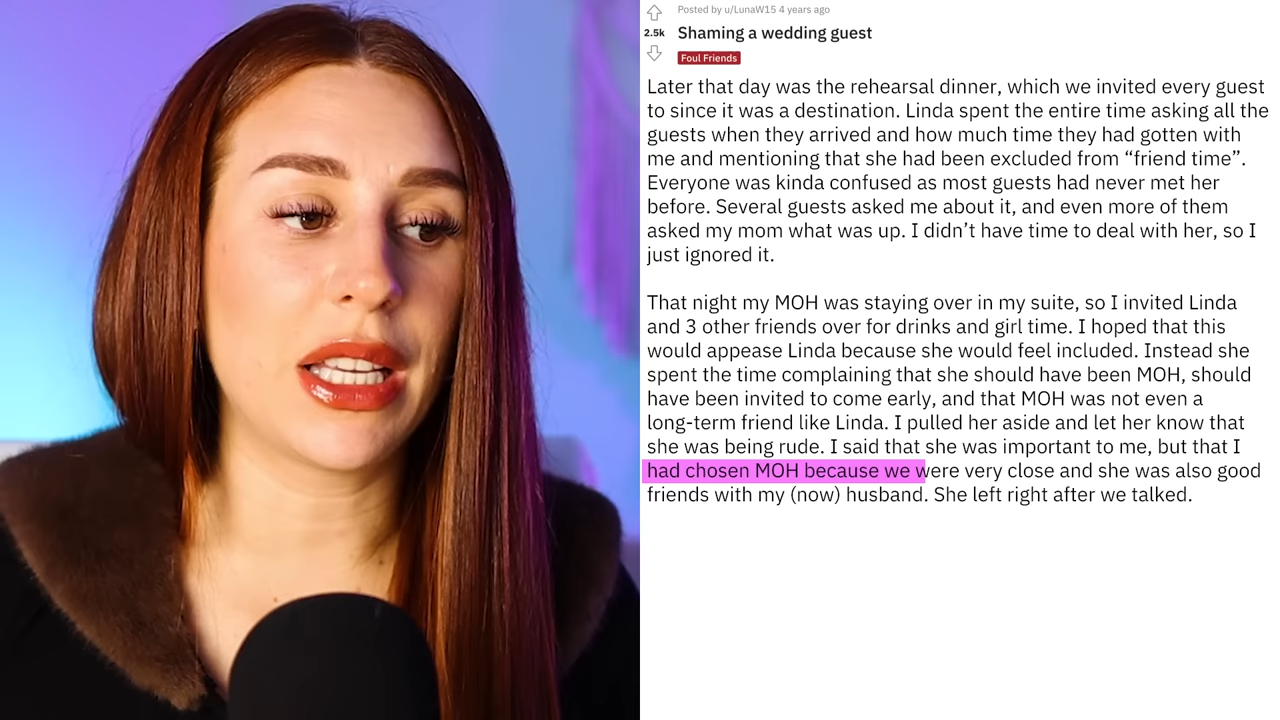 Posted by u/LunaW15 4 years ago
2.5k
Shaming a wedding guest
Foul Friends
Later that day was the rehearsal dinner, which we invited every guest
to since it was a destination. Linda spent the entire time asking all the
guests when they arrived and how much time they had gotten with
me and mentioning that she had been excluded from “friend time”.
Everyone was kinda confused as most guests had never met her
before. Several guests asked me about it, and even more of them
asked my mom what was up. I didn’t have time to deal with her, so I
just ignored it.
That night my MOH was staying over in my suite, so I invited Linda
and 3 other friends over for drinks and girl time. I hoped that this
would appease Linda because she would feel included. Instead she
spent the time complaining that she should have been MOH, should
have been invited to come early, and that MOH was not even a
long-term friend like Linda. I pulled her aside and let her know that
she was being rude. I said that she was important to me, but that I
had chosen MOH because we were very close and she was also good
friends with my (now) husband. She left right after we talked.